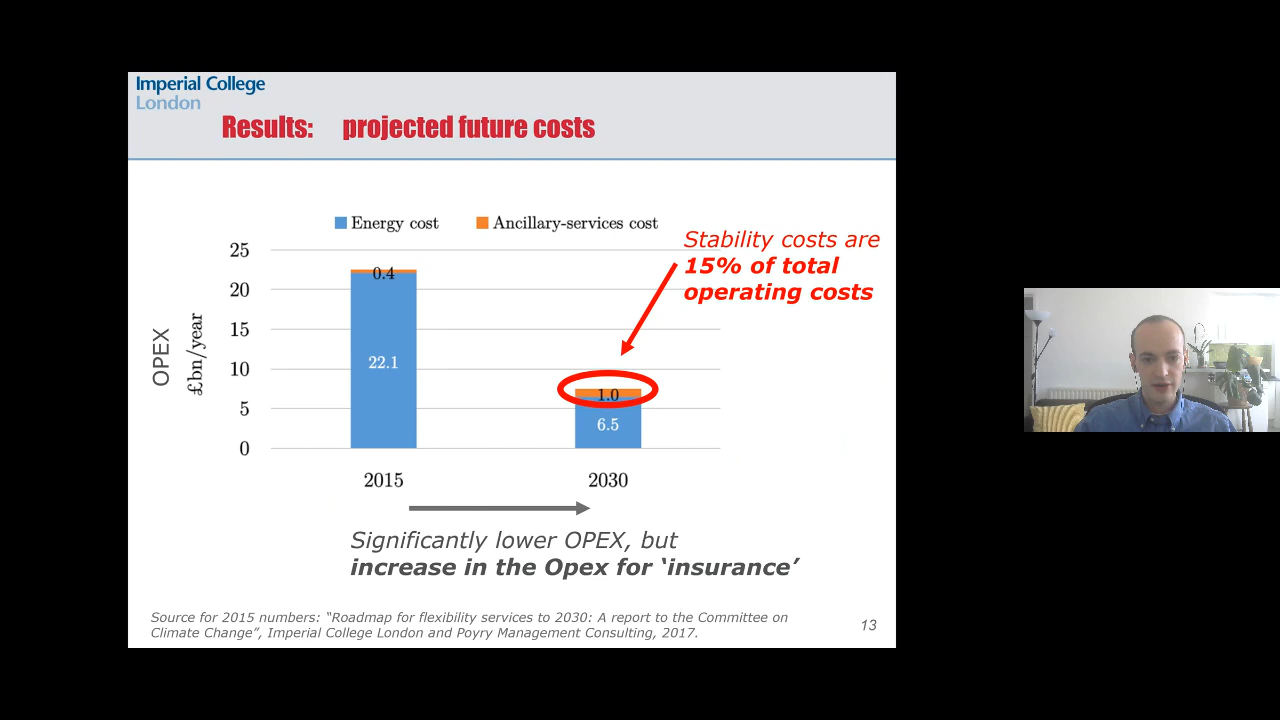 Imperial College
London
Results: projected future costs
Energy cost
Ancillary-services cost
Stability costs are
15% of total
operating costs
25
20
15
10
5
0
OPEX
£bn/year
0.4
22.1
1.0
6.5
2015
2030
Significantly lower OPEX, but
increase in the Opex for ‘insurance’
Source for 2015 numbers: “Roadmap for flexibility services to 2030: A report to the Committee on
Climate Change”, Imperial College London and Poyry Management Consulting, 2017.
13